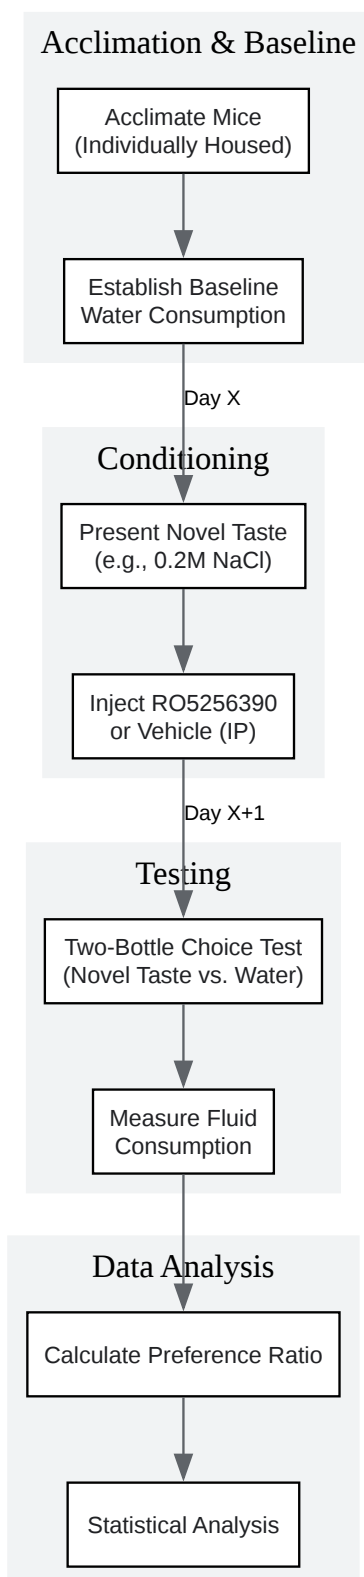 Acclimation & Baseline
Acclimate Mice
(Individually Housed)
Establish Baseline
Water Consumption
Day X
Conditioning
Present Novel Taste
(e.g., 0.2M NaCl)
Inject RO5256390
or Vehicle (IP)
Day X+1
Testing
Two-Bottle Choice Test
(Novel Taste vs. Water)
Measure Fluid
Consumption
Data Analysis
Calculate Preference Ratio
Statistical Analysis